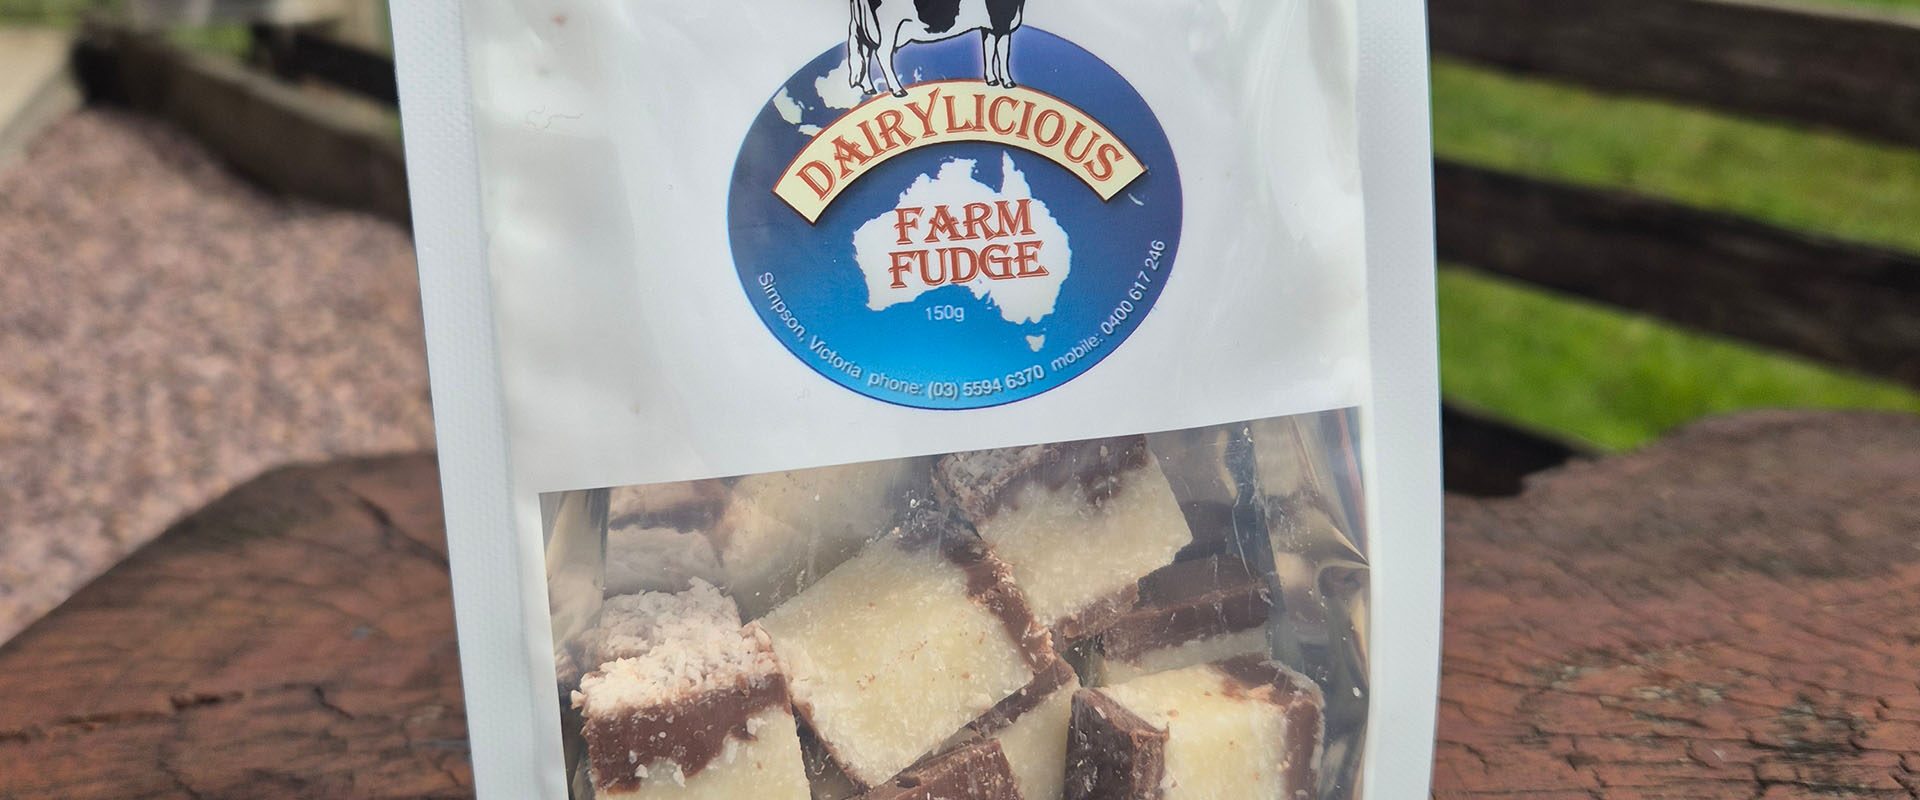 DAIRYLICIOUS
FARM
FUDGE
150g
Simpson, Victoria phone: (03) 5594 6370 mobile: 0400 617 246